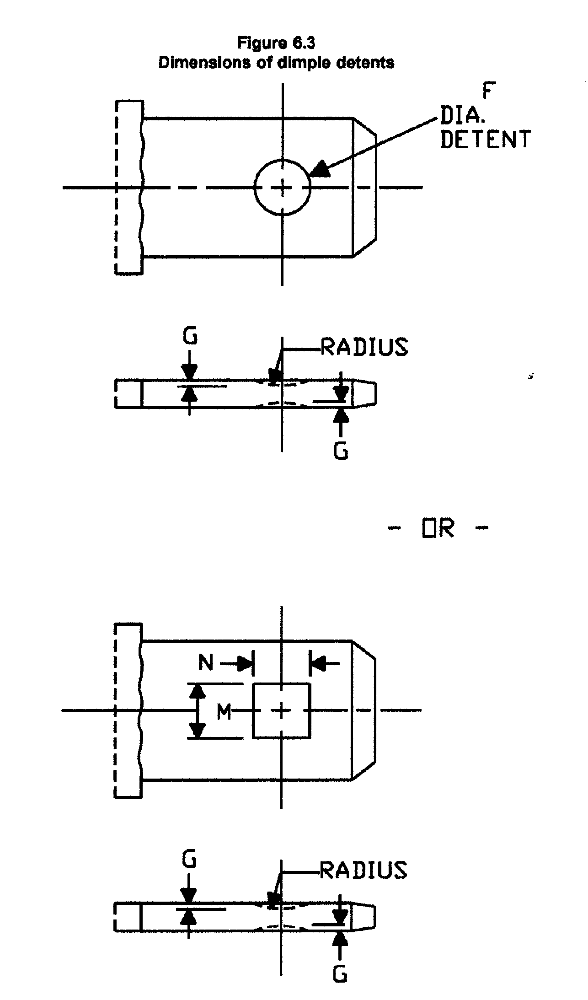 Figure 6.3
Dimensions of dimple detents
F
DIA.
DETENT
G
RADIUS
G
- OR -
N
M
G
RADIUS
G